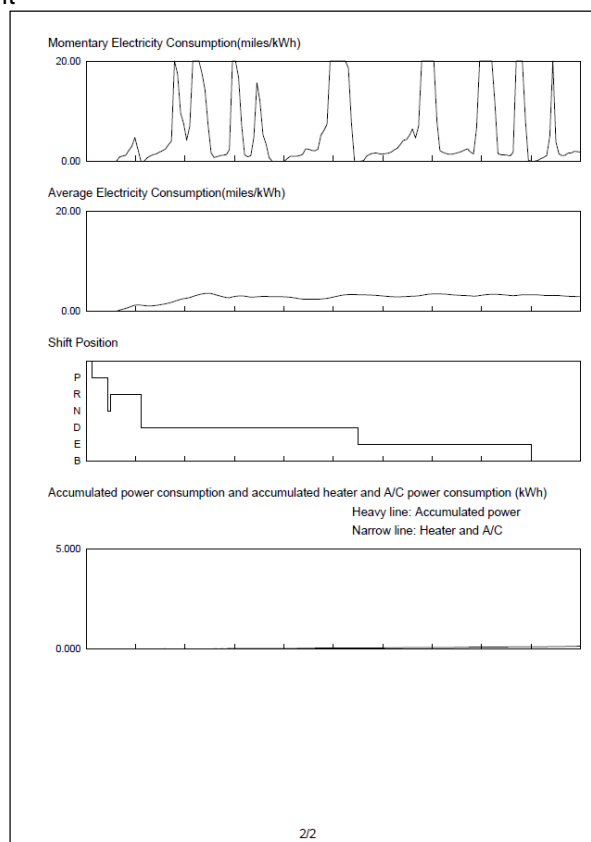 Momentary Electricity Consumption(miles/kWh)
20.00
0.00
Average Electricity Consumption(miles/kWh)
20.00
0.00
Shift Position
P
R
N
D
E
B
Accumulated power consumption and accumulated heater and A/C power consumption (kWh)
Heavy line: Accumulated power
Narrow line: Heater and A/C
5.000
0.000
2/2